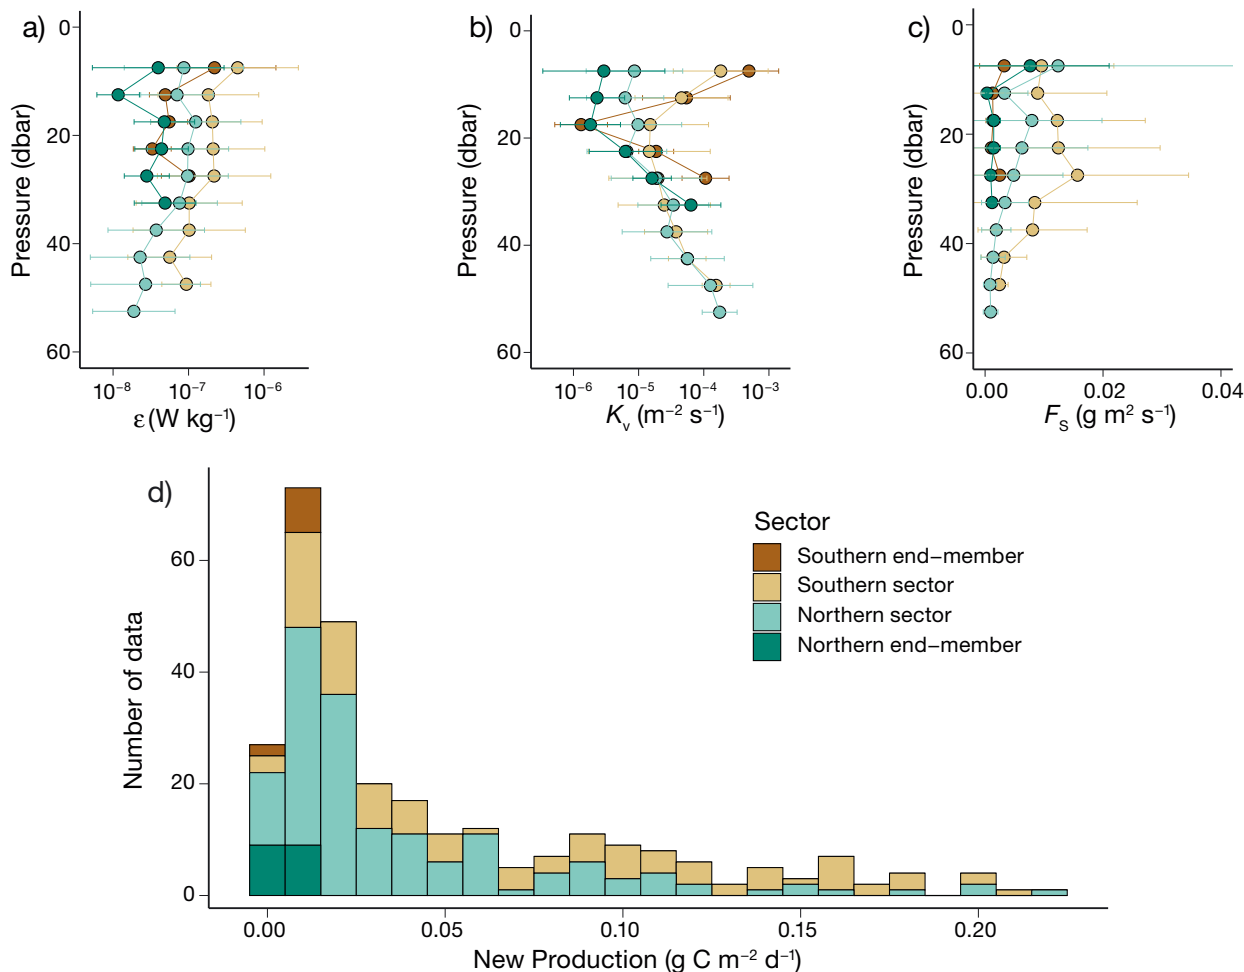 a)
0
20
40
60
Pressure (dbar)
10⁻⁸ 10⁻⁷ 10⁻⁶
ε (W kg⁻¹)
b)
0
20
40
60
Pressure (dbar)
10⁻⁶ 10⁻⁵ 10⁻⁴ 10⁻³
Kᵥ (m⁻² s⁻¹)
c)
0
20
40
60
Pressure (dbar)
0.00 0.02 0.04
F_S (g m² s⁻¹)
d)
60
40
20
0
Number of data
0.00 0.05 0.10 0.15 0.20
New Production (g C m⁻² d⁻¹)
Sector
Southern end−member
Southern sector
Northern sector
Northern end−member